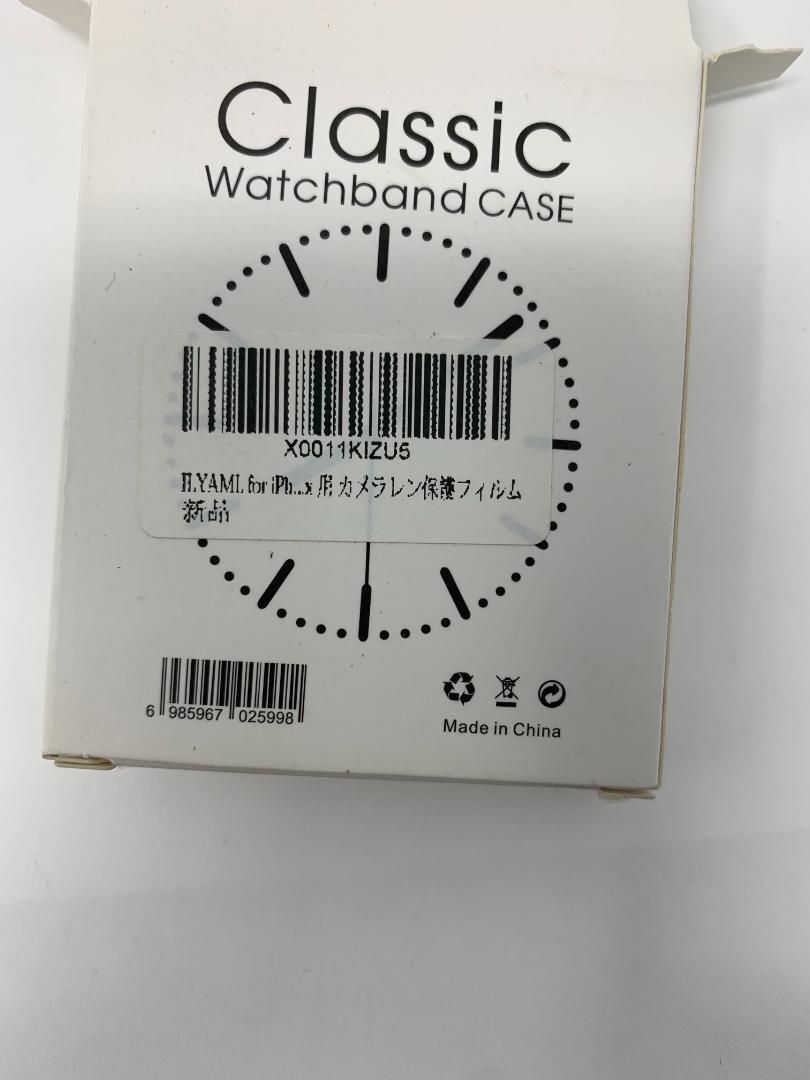 Classic
Watchband CASE
X0011KIZU5
for iPh...x 用 カメラレン保護フィルム
新品
6 985967 025998
Made in China